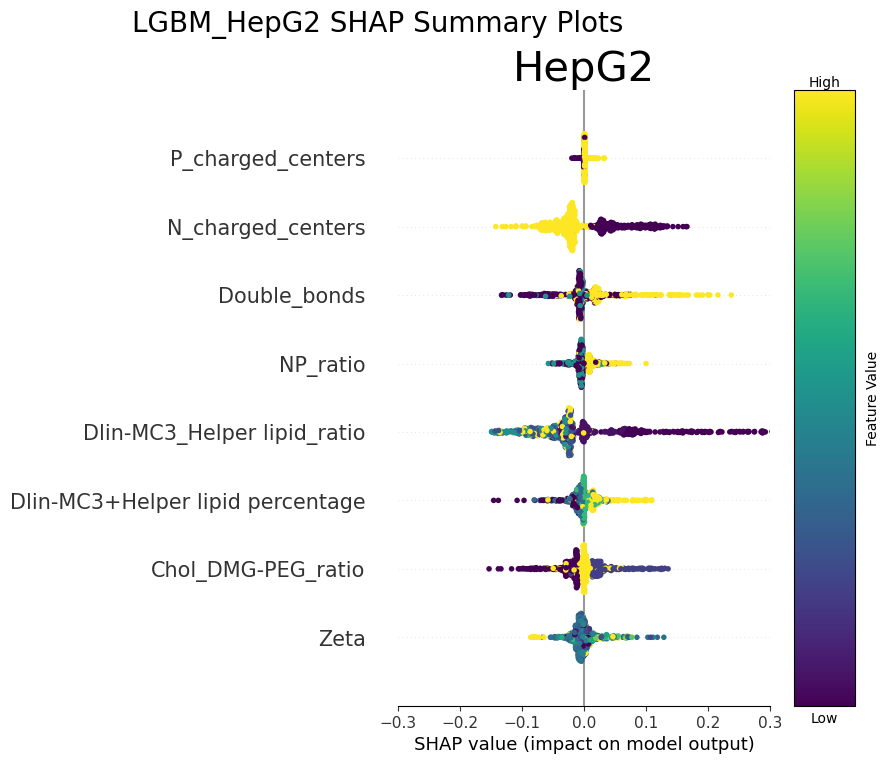 LGBM_HepG2 SHAP Summary Plots
HepG2
High
P_charged_centers
N_charged_centers
Double_bonds
NP_ratio
Dlin-MC3_Helper lipid_ratio
Dlin-MC3+Helper lipid percentage
Chol_DMG-PEG_ratio
Zeta
Feature Value
Low
−0.3 −0.2 −0.1 0.0 0.1 0.2 0.3
SHAP value (impact on model output)